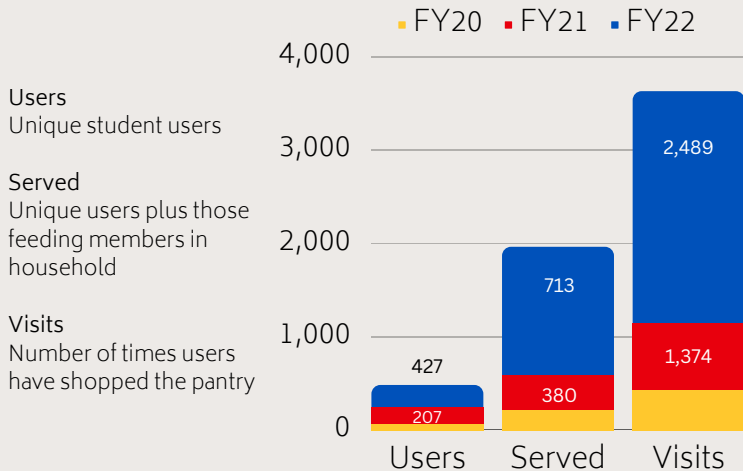 FY20 FY21 FY22
Users
Unique student users
Served
Unique users plus those
feeding members in
household
Visits
Number of times users
have shopped the pantry
4,000
3,000
2,000
1,000
0
427
207
713
380
2,489
1,374
Users Served Visits